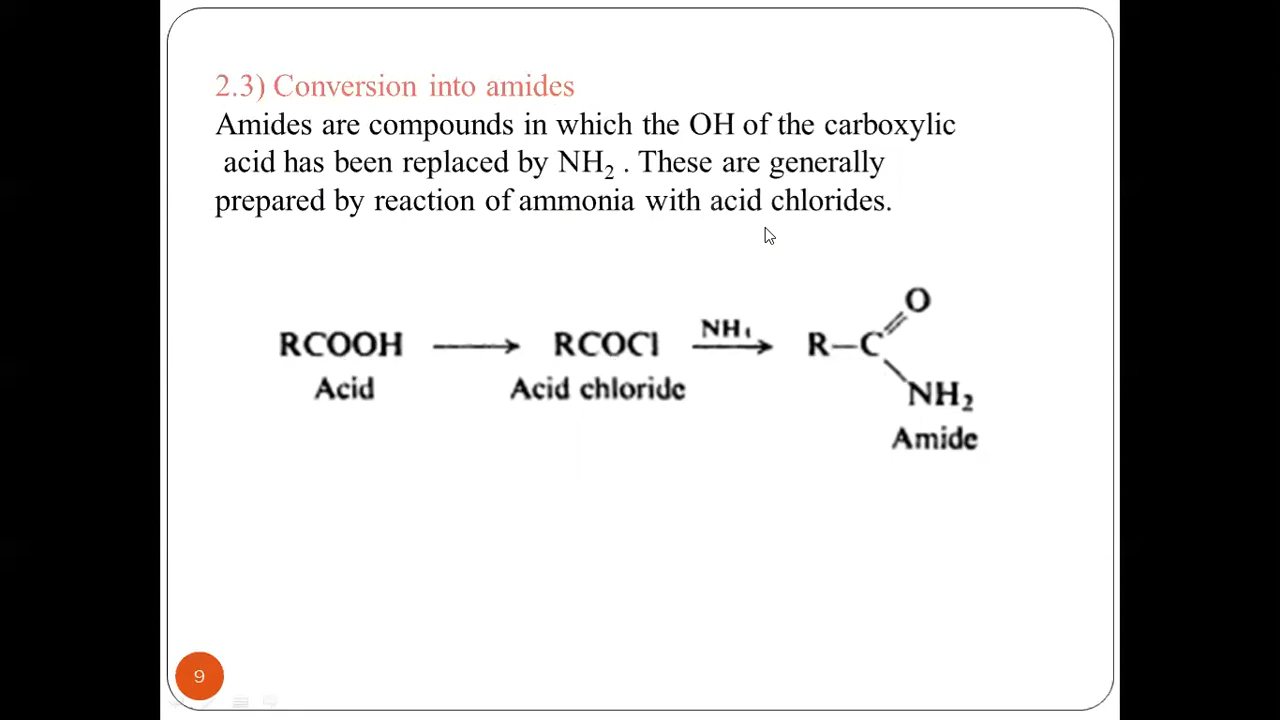 2.3) Conversion into amides
Amides are compounds in which the OH of the carboxylic
acid has been replaced by NH₂ . These are generally
prepared by reaction of ammonia with acid chlorides.
O
RCOOH → RCOCl NH₃ → R–C
Acid Acid chloride NH₂
Amide
9